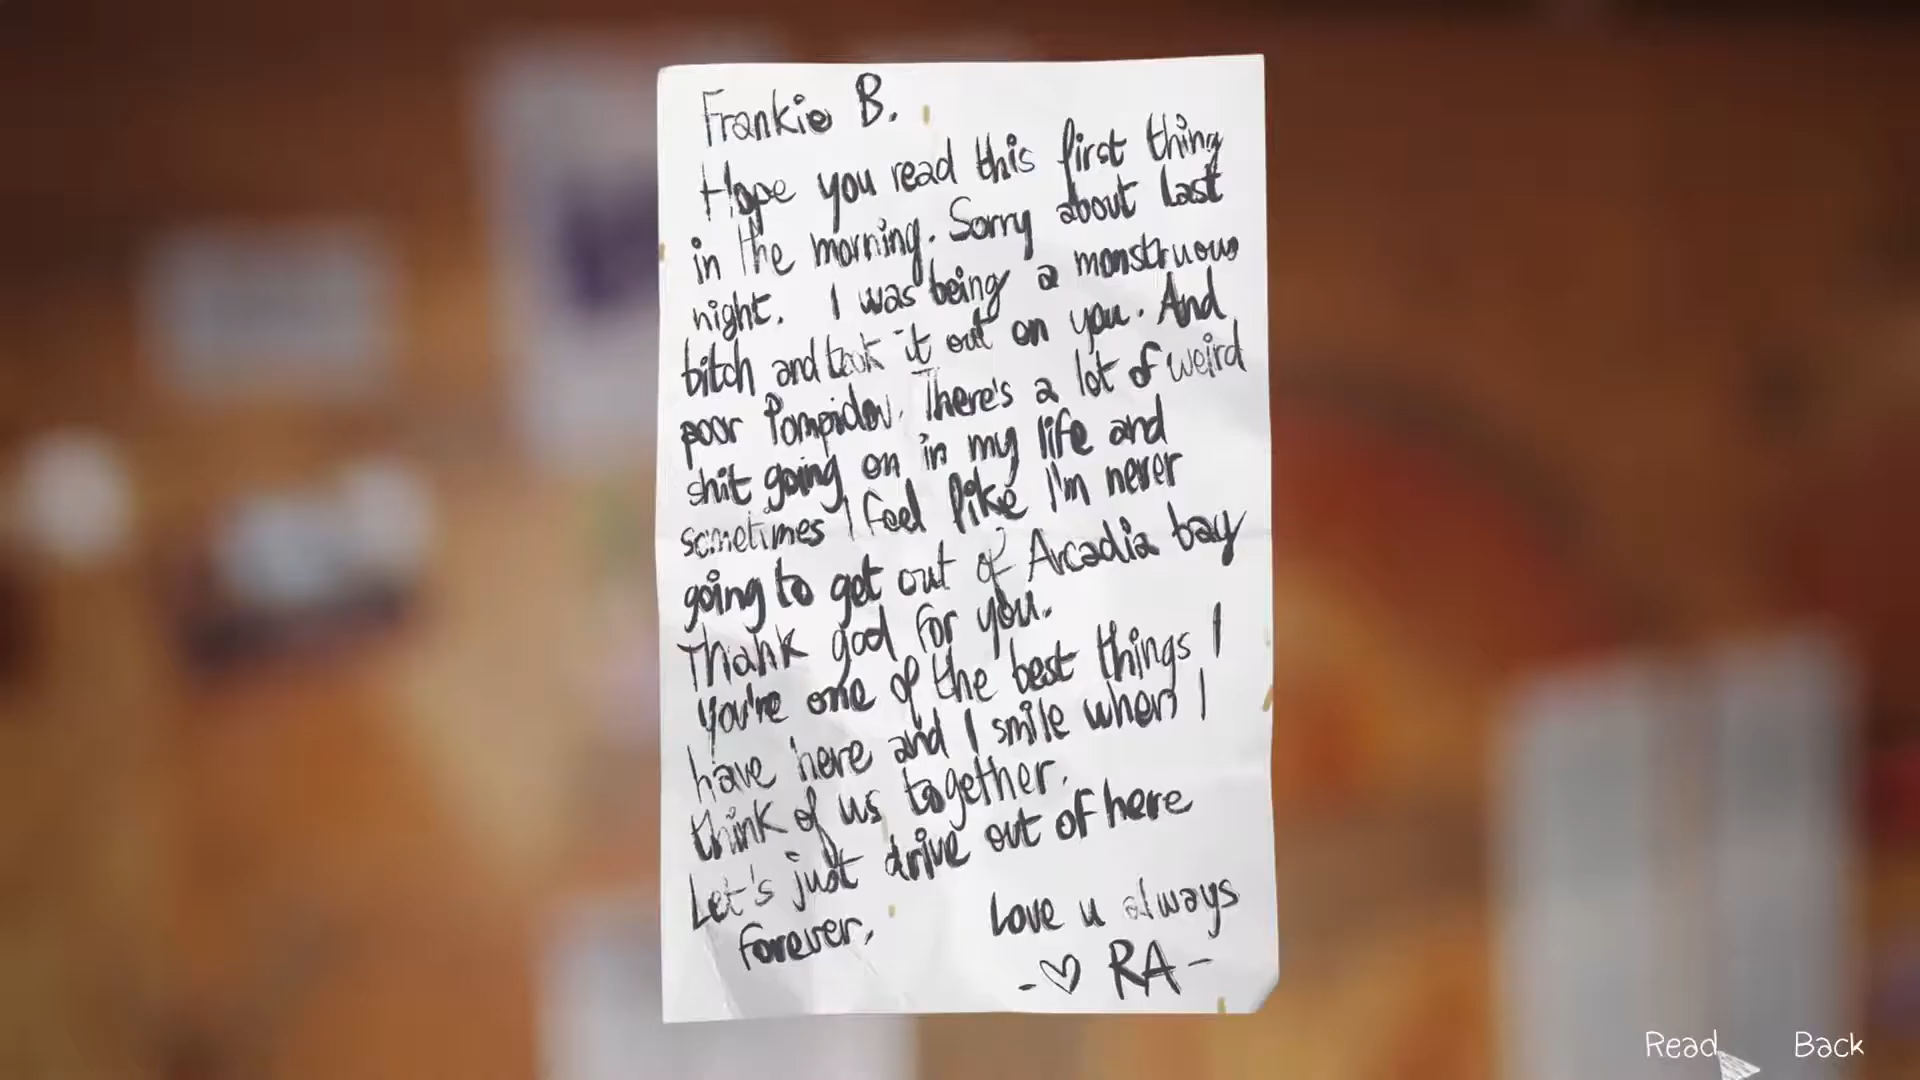 Frankie B.
Hope you read this first thing
in the morning. Sorry about last
night. I was being a monstruous
bitch and took it out on you. And
poor Pompidou. There's a lot of weird
shit going on in my life and
sometimes I feel like I'm never
going to get out of Arcadia bay
Thank god for you.
You're one of the best things I
have here and I smile when I
think of us together.
Let's just drive out of here
forever.
Love u always
-♡ RA-
Read
Back